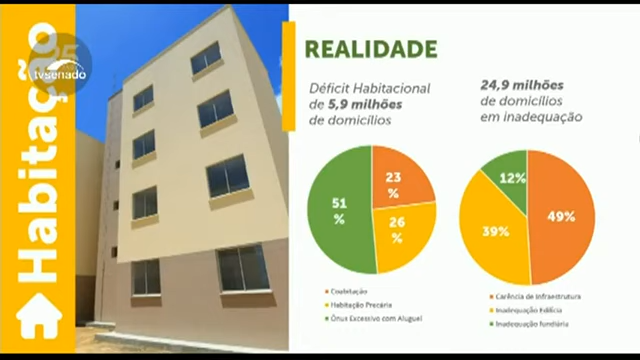 Habitação
25
tvsenado
REALIDADE
Déficit Habitacional
de 5,9 milhões
de domicílios
24,9 milhões
de domicílios
em inadequação
51
%
23
%
26
%
12%
39%
49%
Coabitação
Habitação Precária
Ônus Excessivo com Aluguel
Carência de Infraestrutura
Inadequação Edilícia
Inadequação fundiária